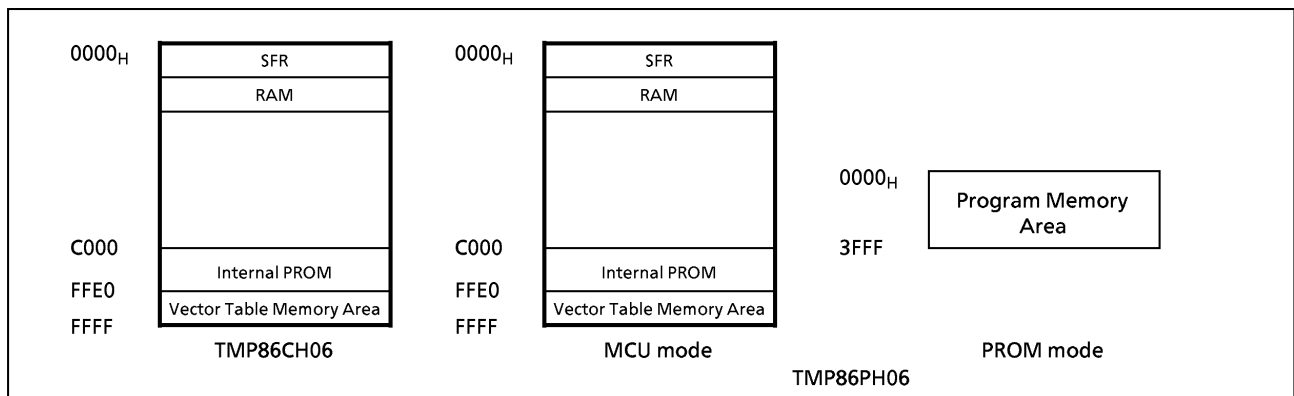 0000H
SFR
RAM
C000
Internal PROM
FFE0
Vector Table Memory Area
FFFF
TMP86CH06
0000H
SFR
RAM
C000
Internal PROM
FFE0
Vector Table Memory Area
FFFF
MCU mode
0000H
Program Memory
Area
3FFF
PROM mode
TMP86PH06